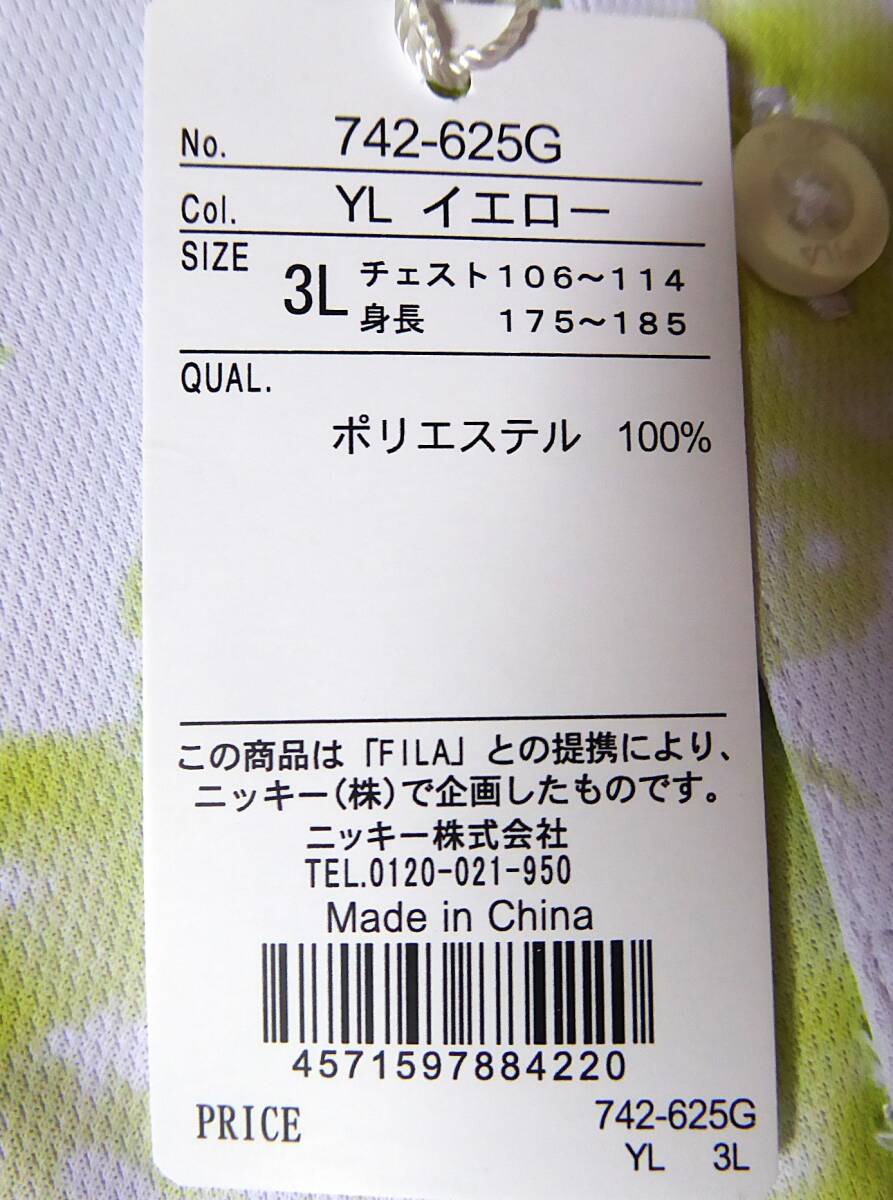 No. 742-625G
Col. YL イエロー
SIZE 3L チェスト106～114
身長 175～185
QUAL.
ポリエステル 100%
この商品は「FILA」との提携により、
ニッキー(株)で企画したものです。
ニッキー株式会社
TEL.0120-021-950
Made in China
4571597884220
PRICE 742-625G
YL 3L
FILA